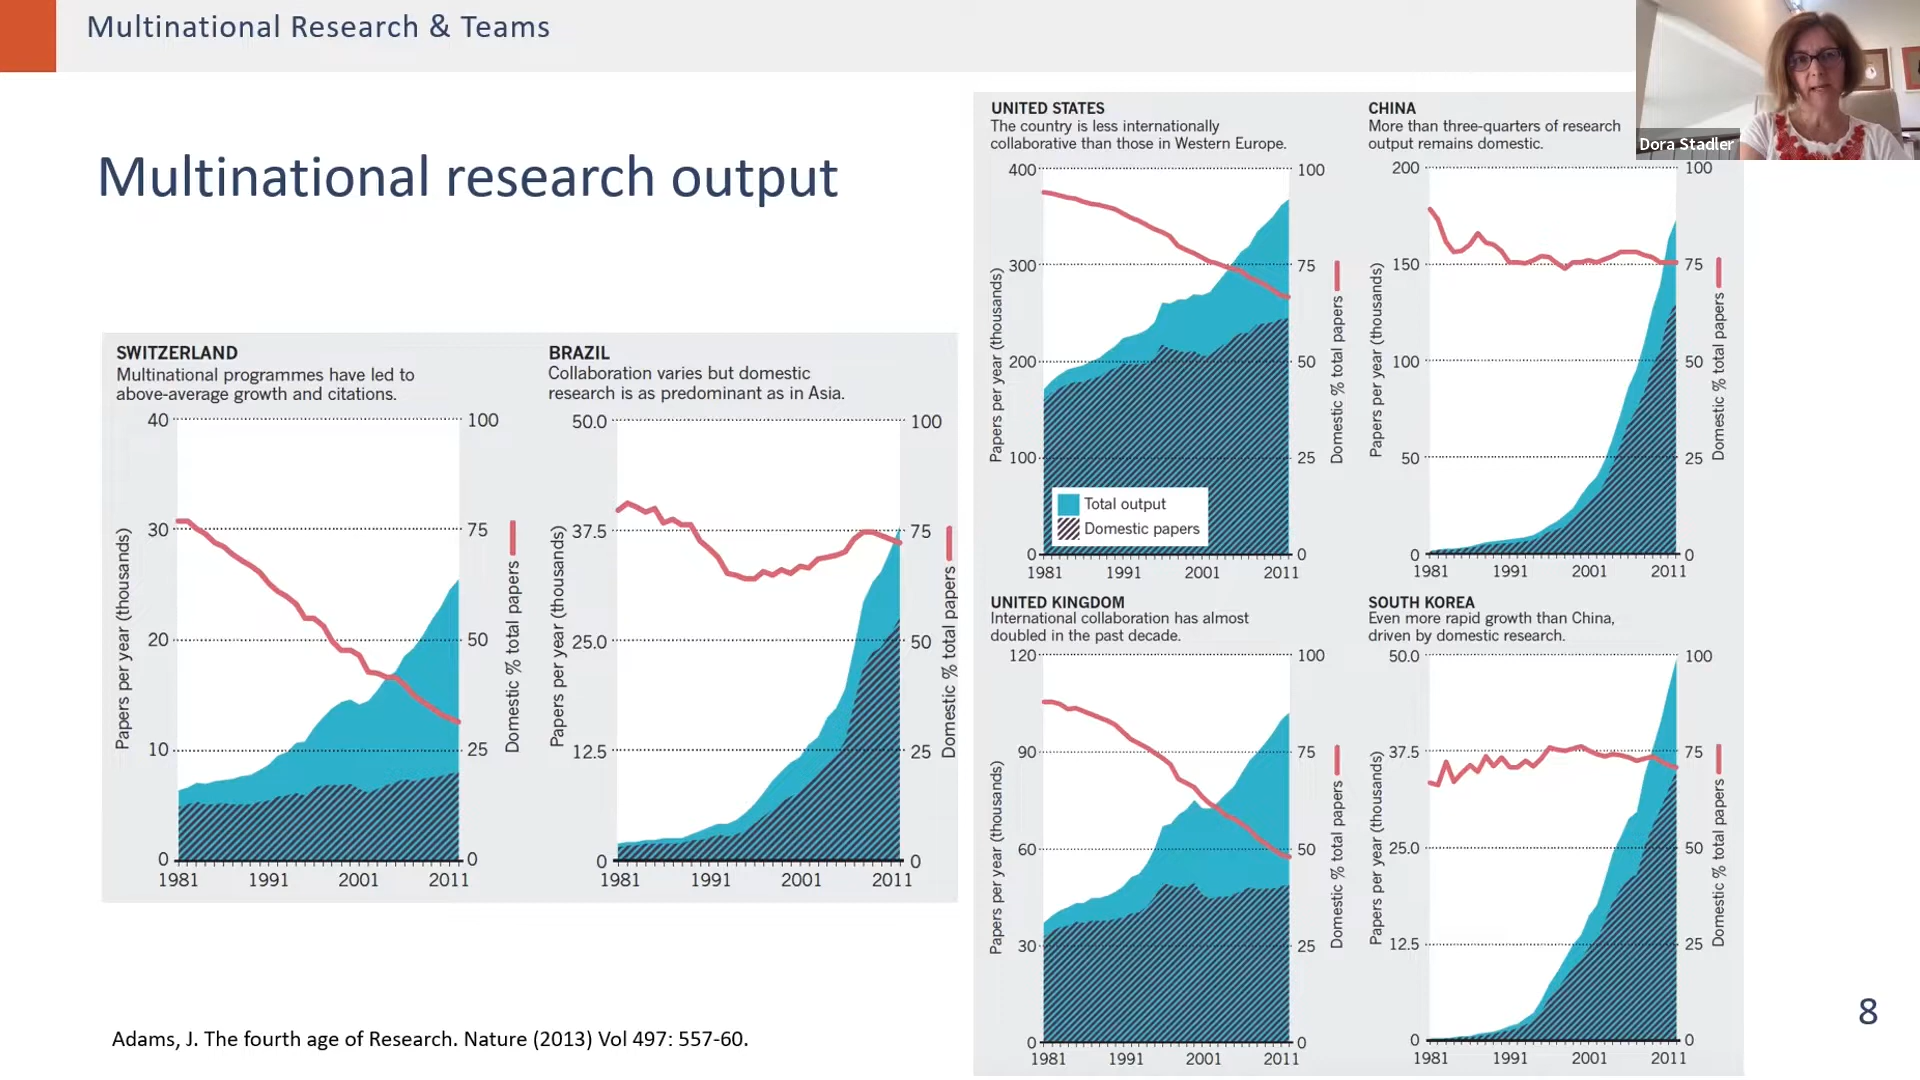 Multinational Research & Teams
Dora Stadler
Multinational research output
SWITZERLAND
Multinational programmes have led to
above-average growth and citations.
40
30
20
10
0
100
75
50
25
0
Papers per year (thousands)
Domestic % total papers
1981
1991
2001
2011
BRAZIL
Collaboration varies but domestic
research is as predominant as in Asia.
50.0
37.5
25.0
12.5
0
100
75
50
25
0
Papers per year (thousands)
Domestic % total papers
1981
1991
2001
2011
UNITED STATES
The country is less internationally
collaborative than those in Western Europe.
400
300
200
100
0
100
75
50
25
0
Papers per year (thousands)
Domestic % total papers
Total output
Domestic papers
1981
1991
2001
2011
CHINA
More than three-quarters of research
output remains domestic.
200
150
100
50
0
100
75
50
25
0
Papers per year (thousands)
Domestic % total papers
1981
1991
2001
2011
UNITED KINGDOM
International collaboration has almost
doubled in the past decade.
120
90
60
30
0
100
75
50
25
0
Papers per year (thousands)
Domestic % total papers
1981
1991
2001
2011
SOUTH KOREA
Even more rapid growth than China,
driven by domestic research.
50.0
37.5
25.0
12.5
0
100
75
50
25
0
Papers per year (thousands)
Domestic % total papers
1981
1991
2001
2011
Adams, J. The fourth age of Research. Nature (2013) Vol 497: 557-60.
8